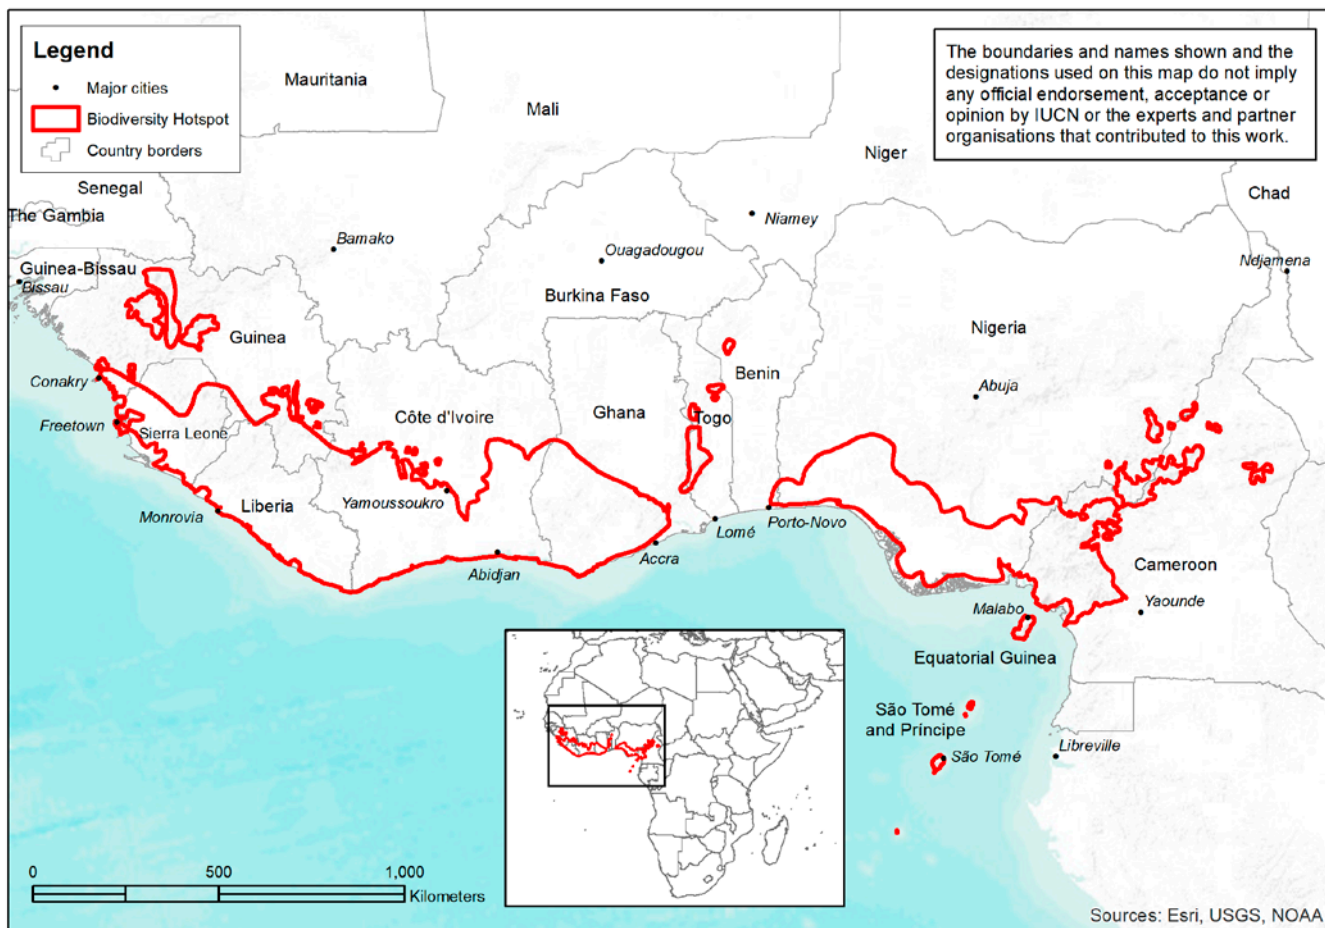 Legend
Major cities
Biodiversity Hotspot
Country borders
The boundaries and names shown and the
designations used on this map do not imply
any official endorsement, acceptance or
opinion by IUCN or the experts and partner
organisations that contributed to this work.
Mauritania
Mali
Niger
Chad
Senegal
The Gambia
Niamey
Bamako
Ouagadougou
Ndjamena
Guinea-Bissau
Bissau
Burkina Faso
Guinea
Nigeria
Benin
Conakry
Abuja
Côte d'Ivoire
Ghana
Togo
Freetown
Sierra Leone
Yamoussoukro
Liberia
Monrovia
Lomé
Porto-Novo
Accra
Abidjan
Cameroon
Yaounde
Malabo
Equatorial Guinea
São Tomé
and Príncipe
Libreville
São Tomé
0
500
1,000
Kilometers
Sources: Esri, USGS, NOAA